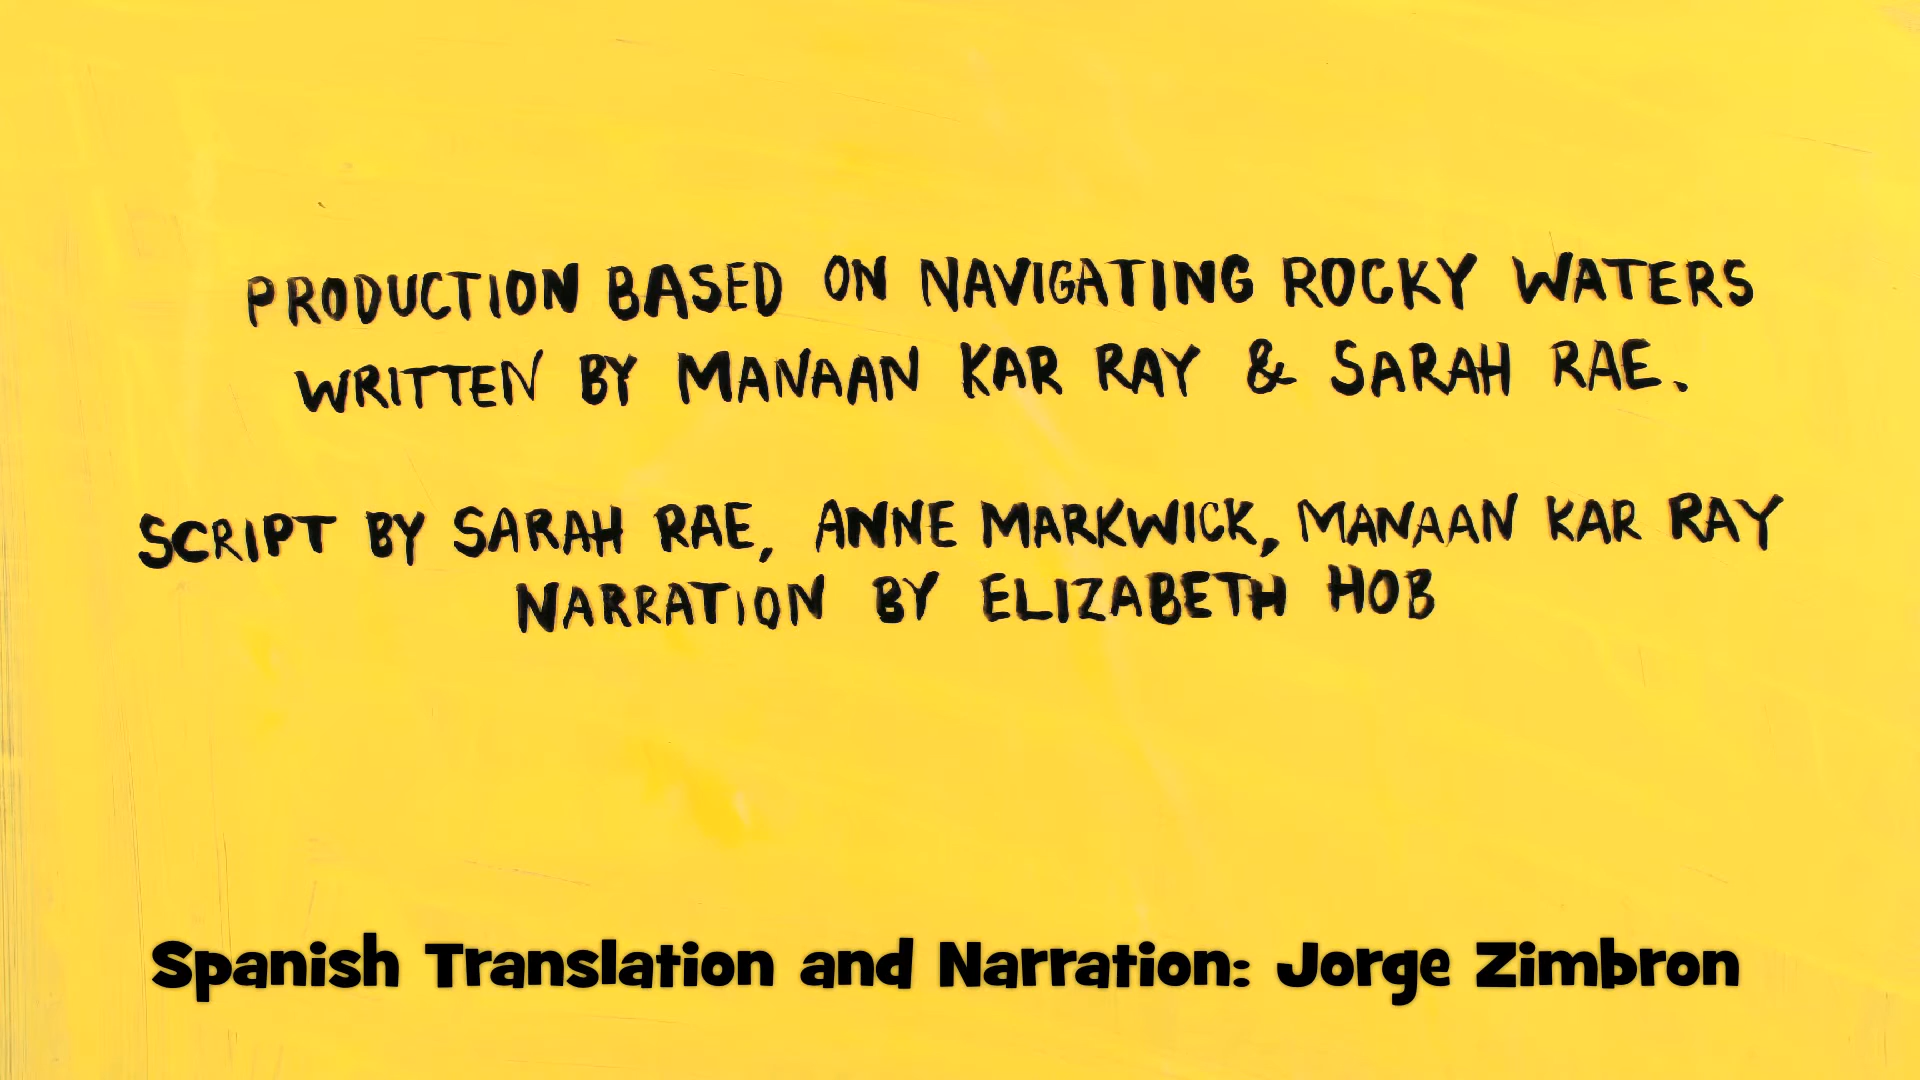 PRODUCTION BASED ON NAVIGATING ROCKY WATERS
WRITTEN BY MANAAN KAR RAY & SARAH RAE.
SCRIPT BY SARAH RAE, ANNE MARKWICK, MANAAN KAR RAY
NARRATION BY ELIZABETH HOB
Spanish Translation and Narration: Jorge Zimbron